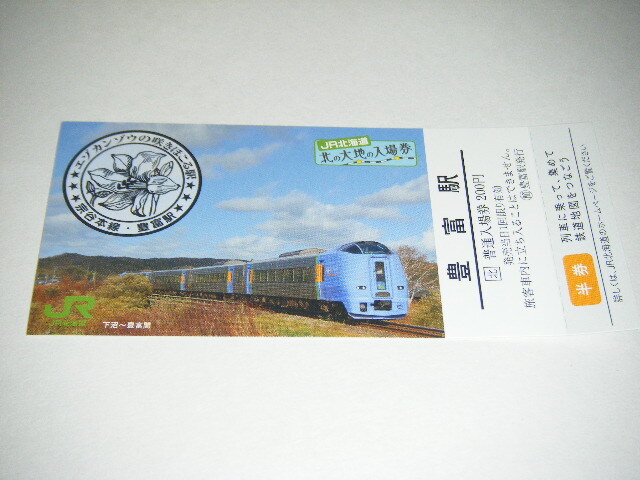 エゾカンゾウの咲きほこる駅
宗谷本線・豊富駅
JR北海道
北の大地の入場券
JR
JR北海道
下沼〜豊富間
豊富駅
普通入場券 200円
発売当日1回限り有効
旅客車内に立ち入ることはできません。
豊富駅発行
半券
列車に乗って、集めて
鉄道地図をつなごう
詳しくは、JR北海道のホームページをご覧ください